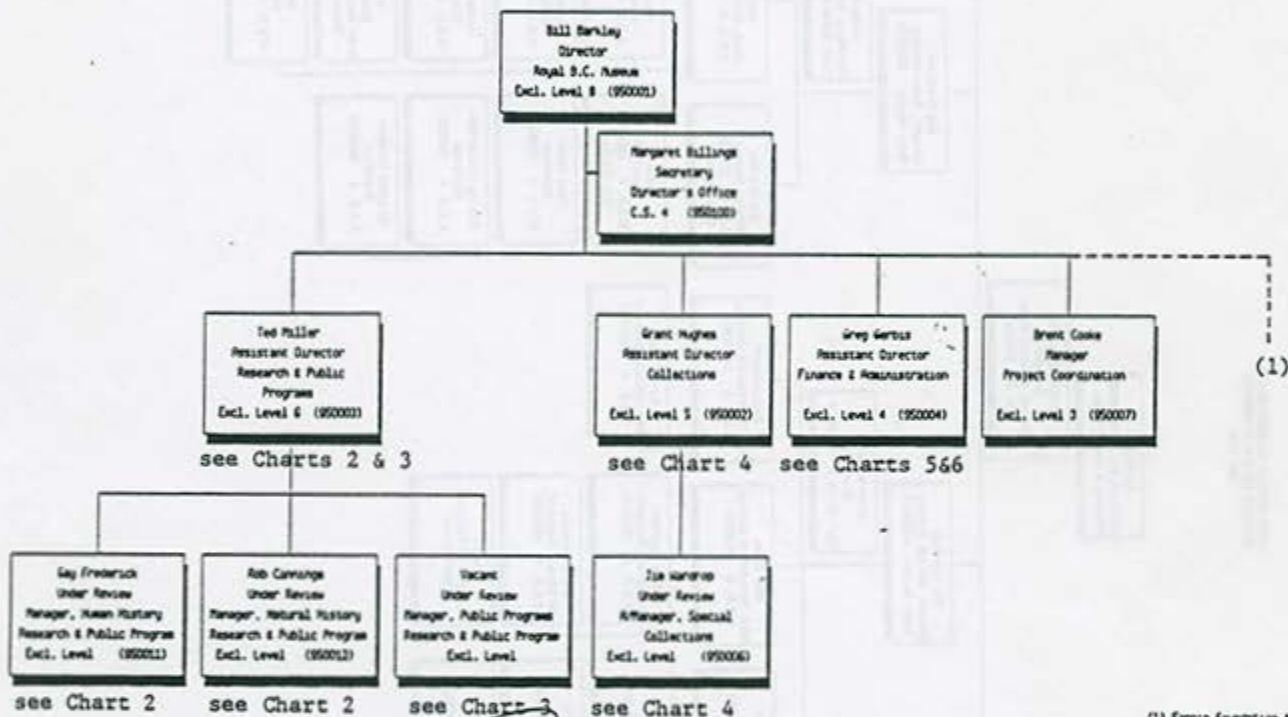 Bill Barkley
Director
Royal B.C. Museum
Excl. Level 8 (950001)
Margaret Billings
Secretary
Director's Office
C.S. 4 (950100)
Ted Miller
Assistant Director
Research & Public
Programs
Excl. Level 6 (950003)
see Charts 2 & 3
Grant Hughes
Assistant Director
Collections
Excl. Level 5 (950002)
see Chart 4
Greg Gerbis
Assistant Director
Finance & Administration
Excl. Level 4 (950004)
see Charts 5&6
Brent Cooke
Manager
Project Coordination
Excl. Level 3 (950007)
(1)
Gay Frederick
Under Review
Manager, Human History
Research & Public Program
Excl. Level (950011)
see Chart 2
Rob Cannings
Under Review
Manager, Natural History
Research & Public Program
Excl. Level (950012)
see Chart 2
Vacant
Under Review
Manager, Public Programs
Research & Public Program
Excl. Level
see Chart 3
Jim Wardrop
Under Review
A/Manager, Special
Collections
Excl. Level (950006)
see Chart 4